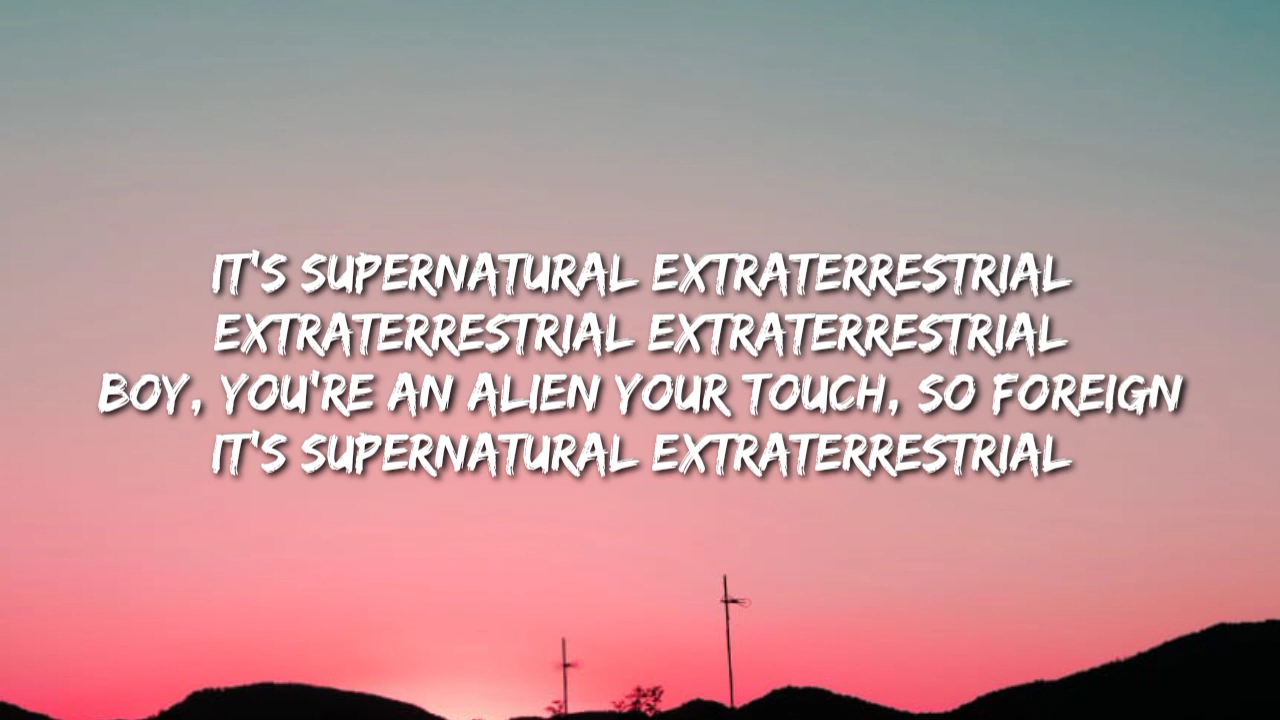 IT'S SUPERNATURAL EXTRATERRESTRIAL
EXTRATERRESTRIAL EXTRATERRESTRIAL
BOY, YOU'RE AN ALIEN YOUR TOUCH, SO FOREIGN
IT'S SUPERNATURAL EXTRATERRESTRIAL